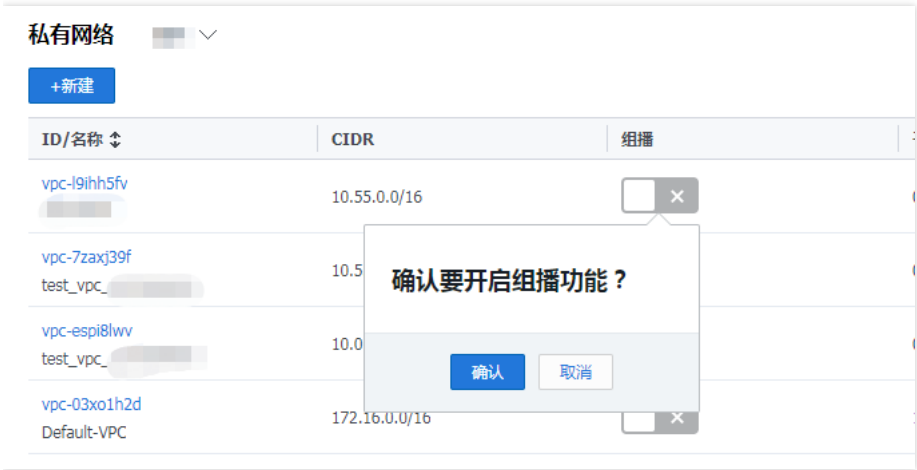 私有网络
+新建
ID/名称 CIDR 组播
vpc-l9ihh5fv
10.55.0.0/16
vpc-7zaxj39f
10.5
test_vpc_
确认要开启组播功能？
vpc-espi8lwv
10.0
test_vpc_
确认 取消
vpc-03xo1h2d
172.16.0.0/16
Default-VPC